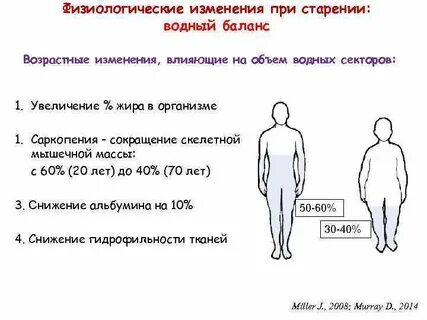 Физиологические изменения при старении:
водный баланс
Возрастные изменения, влияющие на объем водных секторов:
1. Увеличение % жира в организме
1. Саркопения - сокращение скелетной
мышечной массы:
с 60% (20 лет) до 40% (70 лет)
3. Снижение альбумина на 10%
4. Снижение гидрофильности тканей
50-60%
30-40%
Miller J., 2008; Murray D., 2014